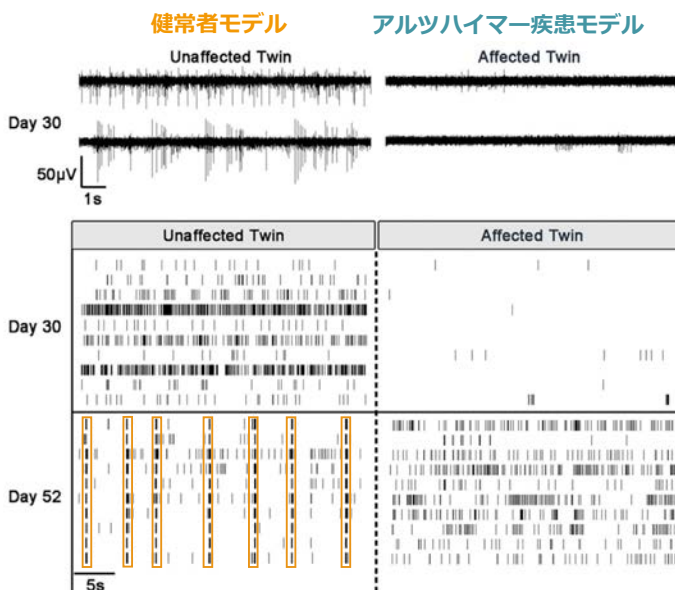 健常者モデル
アルツハイマー疾患モデル
Unaffected Twin
Affected Twin
Day 30
50μV
1s
Unaffected Twin
Affected Twin
Day 30
Day 52
5s